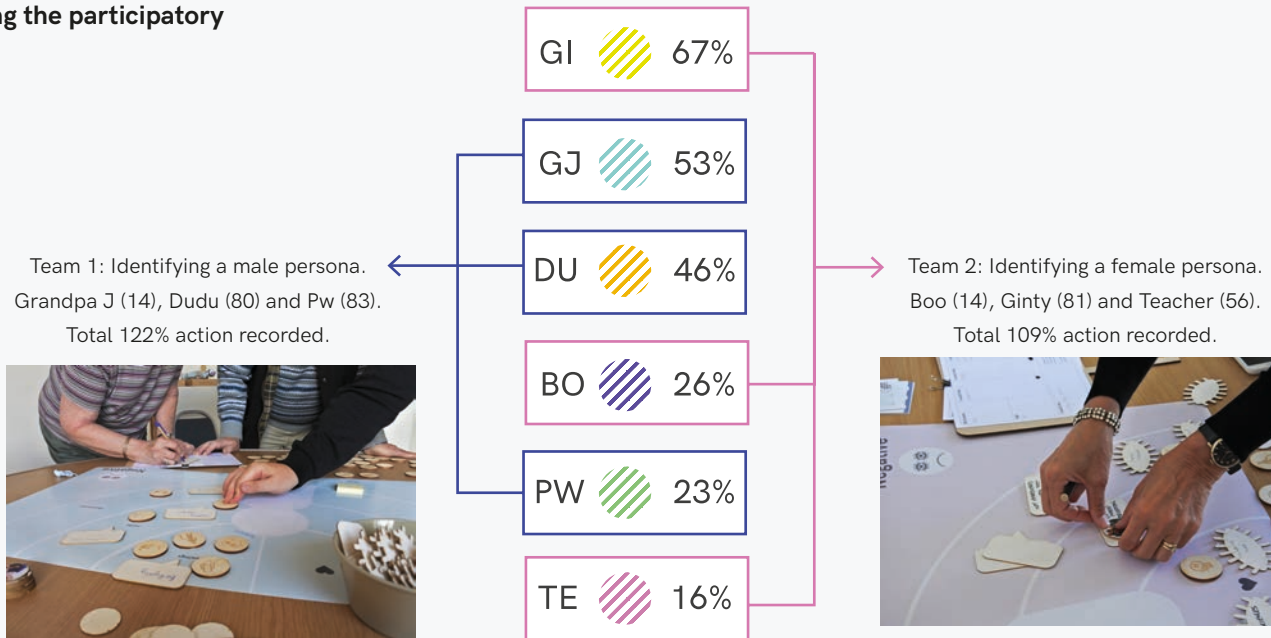 ng the participatory
GI 67%
GJ 53%
DU 46%
BO 26%
PW 23%
TE 16%
Team 1: Identifying a male persona.
Grandpa J (14), Dudu (80) and Pw (83).
Total 122% action recorded.
Team 2: Identifying a female persona.
Boo (14), Ginty (81) and Teacher (56).
Total 109% action recorded.
Negative